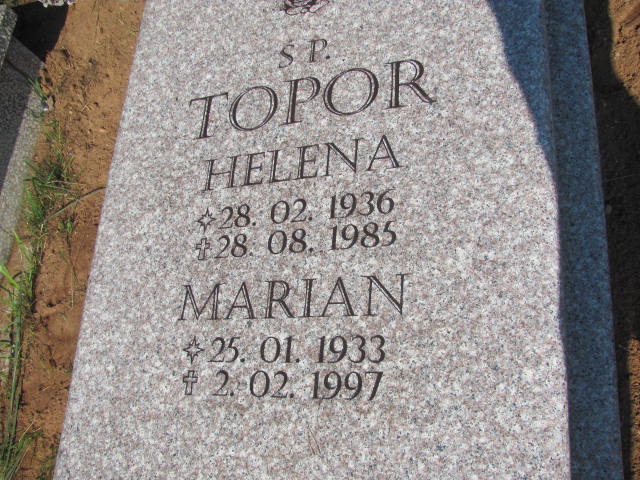 S P.
TOPOR
HELENA
28. 02. 1936
28. 08. 1985
MARIAN
25. 01. 1933
2. 02. 1997